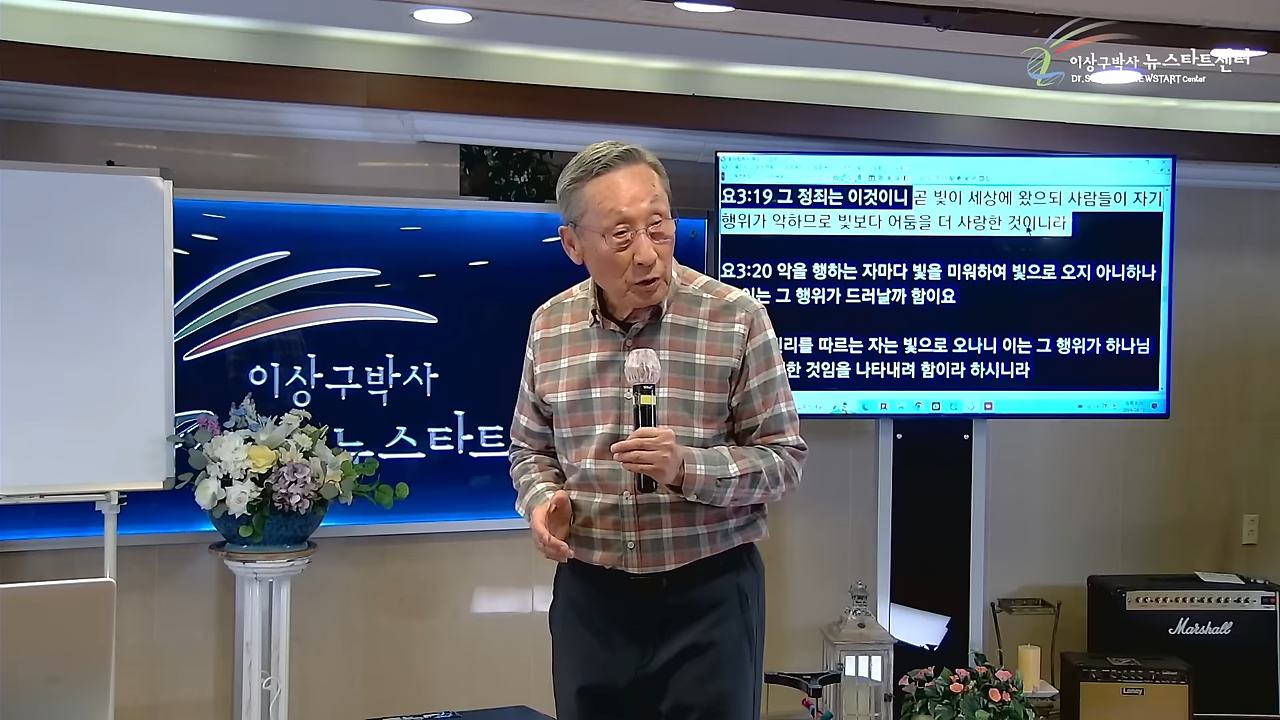 이상구박사 뉴스타트센터
Center
요3:19 그 정죄는 이것이니 곧 빛이 세상에 왔으되 사람들이 자기
행위가 악하므로 빛보다 어둠을 더 사랑한 것이니라
요3:20 악을 행하는 자마다 빛을 미워하여 빛으로 오지 아니하나
이는 그 행위가 드러날까 함이요
따르는 자는 빛으로 오나니 이는 그 행위가 하나님
것임을 나타내려 함이라 하시니라
이상구박사
뉴스타트
Marshall
Laney